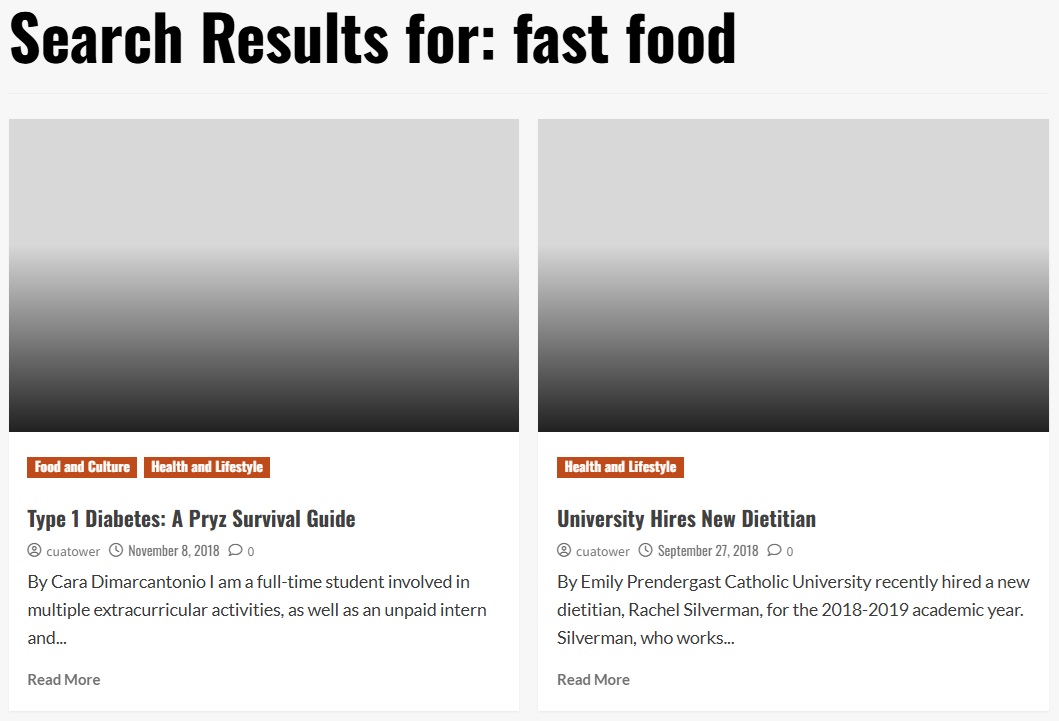 Search Results for: fast food
Food and Culture Health and Lifestyle
Type 1 Diabetes: A Pryz Survival Guide
cuatower November 8, 2018 0
By Cara Dimarcantonio I am a full-time student involved in
multiple extracurricular activities, as well as an unpaid intern
and...
Read More
Health and Lifestyle
University Hires New Dietitian
cuatower September 27, 2018 0
By Emily Prendergast Catholic University recently hired a new
dietitian, Rachel Silverman, for the 2018-2019 academic year.
Silverman, who works...
Read More